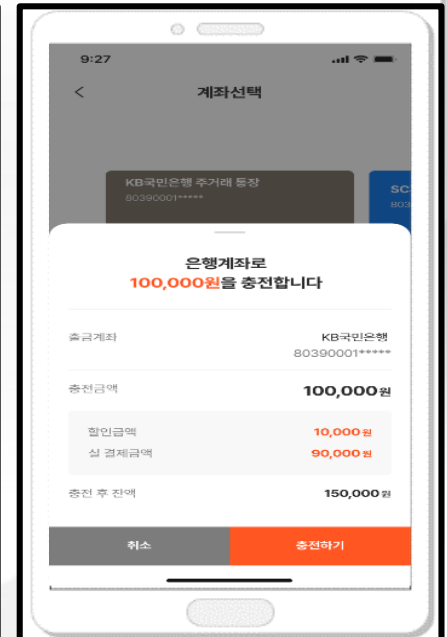 9:27
< 계좌선택
KB국민은행 주거래 통장
80390001*****
SC
803
은행계좌로
100,000원을 충전합니다
출금계좌 KB국민은행
80390001*****
충전금액 100,000원
할인금액 10,000원
실 결제금액 90,000원
충전 후 잔액 150,000원
취소 충전하기